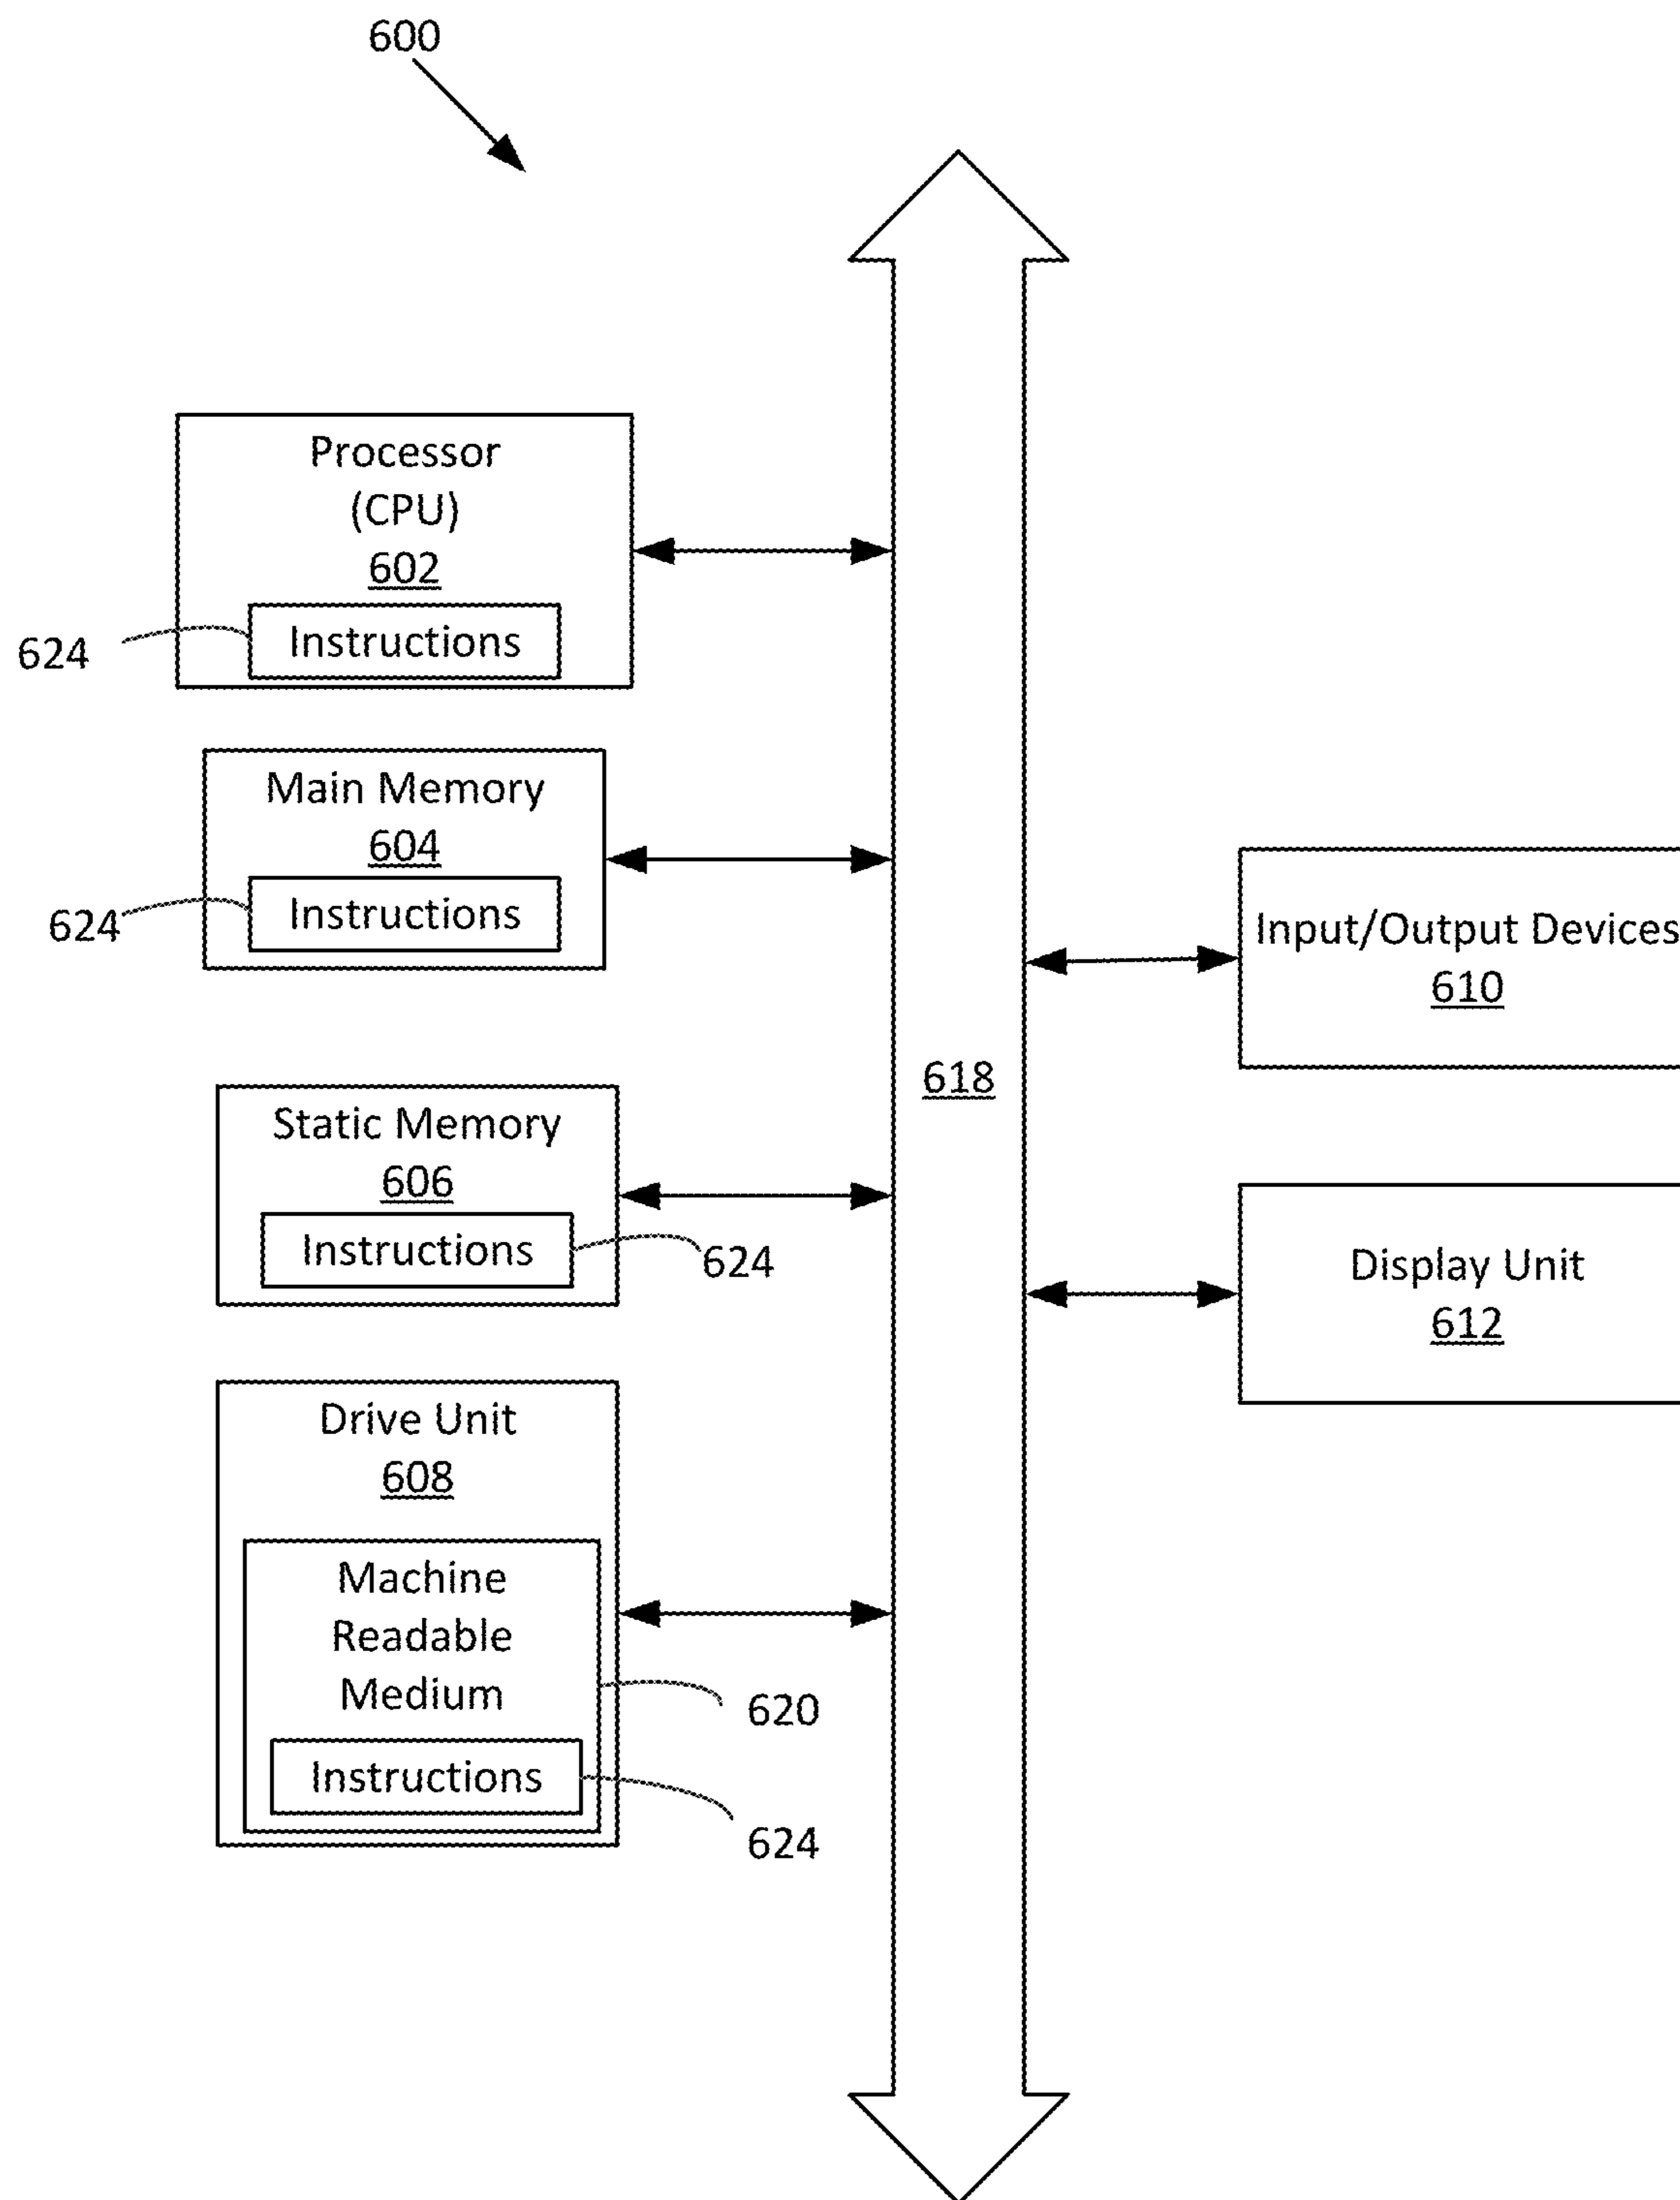 600
Processor
(CPU)
602
Instructions
624
Main Memory
604
Instructions
624
Input/Output Devices
610
618
Static Memory
606
Instructions
624
Display Unit
612
Drive Unit
608
Machine
Readable
Medium
620
Instructions
624